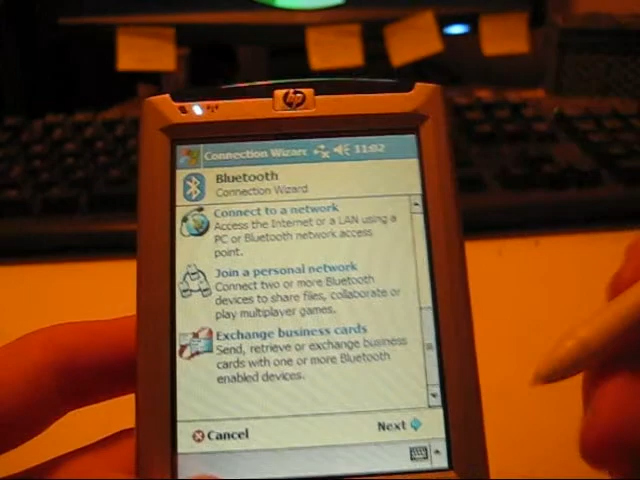 hp
Connection Wizard 11:02
Bluetooth
Connection Wizard
Connect to a network
Access the Internet or a LAN using a
PC or Bluetooth network access
point.
Join a personal network
Connect two or more Bluetooth
devices to share files, collaborate or
play multiplayer games.
Exchange business cards
Send, retrieve or exchange business
cards with one or more Bluetooth
enabled devices.
Cancel Next